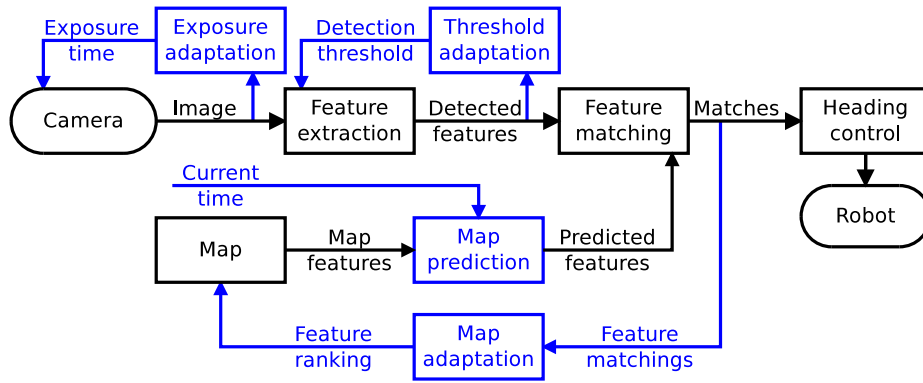 Exposure
time
Exposure
adaptation
Detection
threshold
Threshold
adaptation
Camera
Image
Feature
extraction
Detected
features
Feature
matching
Matches
Heading
control
Current
time
Robot
Map
Map
features
Map
prediction
Predicted
features
Feature
ranking
Map
adaptation
Feature
matchings